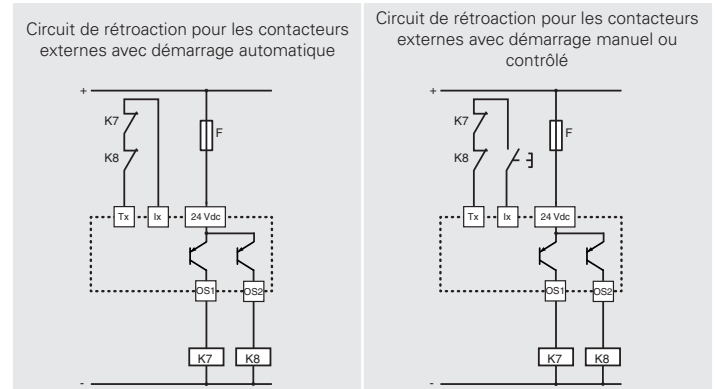 Circuit de rétroaction pour les contacteurs
externes avec démarrage automatique
+
K7
K8
F
Tx
Ix
24 Vdc
OS1
OS2
K7
K8
-
Circuit de rétroaction pour les contacteurs
externes avec démarrage manuel ou
contrôlé
+
K7
K8
F
Tx
Ix
24 Vdc
OS1
OS2
K7
K8
-